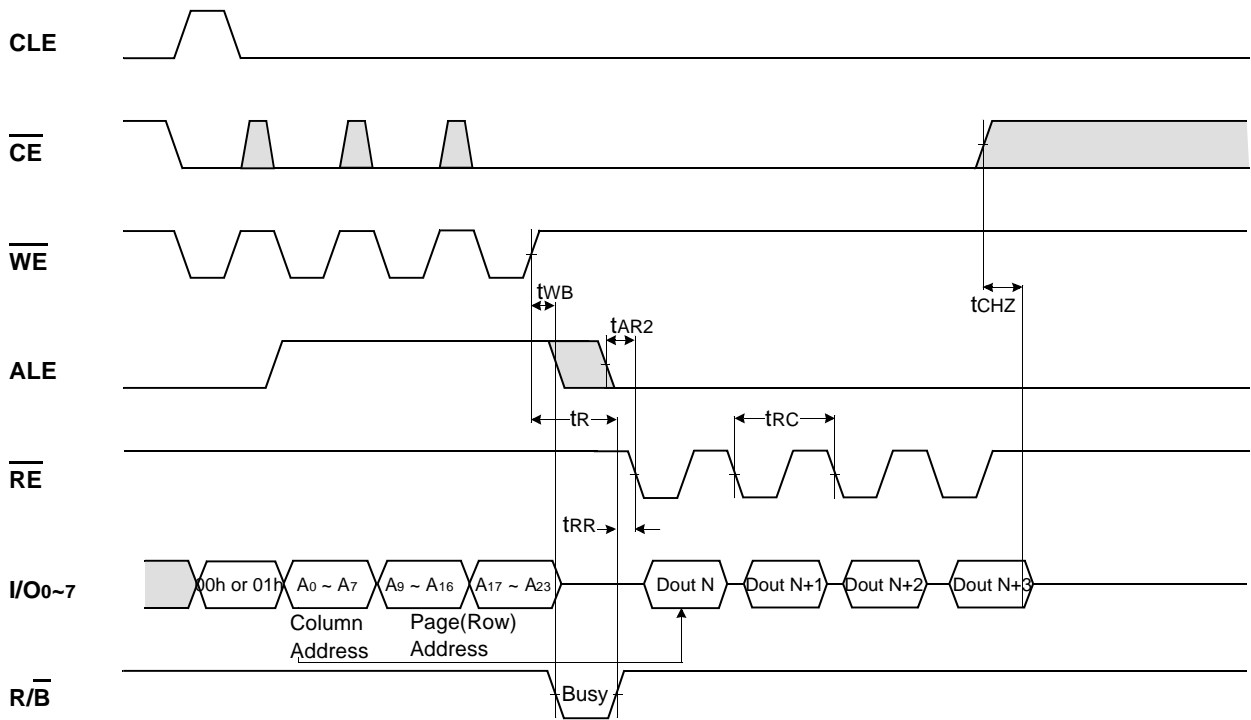 CLE
CE
WE
tWB
tCHZ
tAR2
ALE
tR
tRC
RE
tRR
I/O0~7
00h or 01h
A0 ~ A7
A9 ~ A16
A17 ~ A23
Dout N
Dout N+1
Dout N+2
Dout N+3
Column
Address
Page(Row)
Address
R/B
Busy